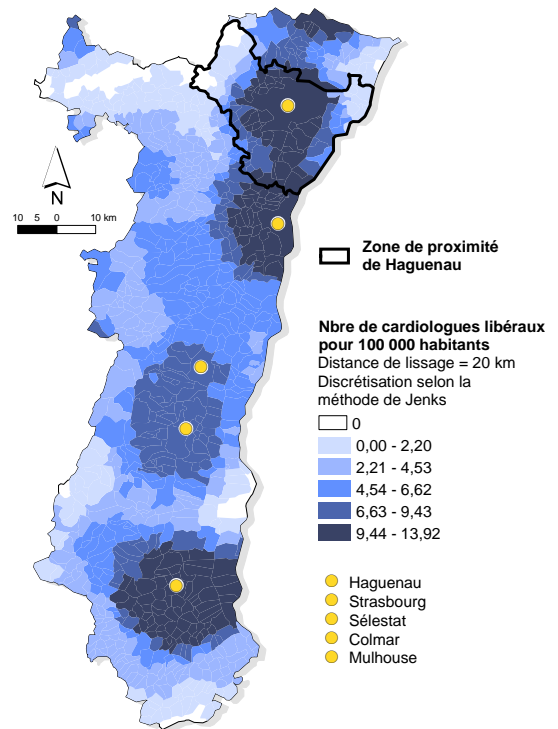 N
10 5 0 10 km
Zone de proximité
de Haguenau
Nbre de cardiologues libéraux
pour 100 000 habitants
Distance de lissage = 20 km
Discrétisation selon la
méthode de Jenks
0
0,00 - 2,20
2,21 - 4,53
4,54 - 6,62
6,63 - 9,43
9,44 - 13,92
Haguenau
Strasbourg
Sélestat
Colmar
Mulhouse